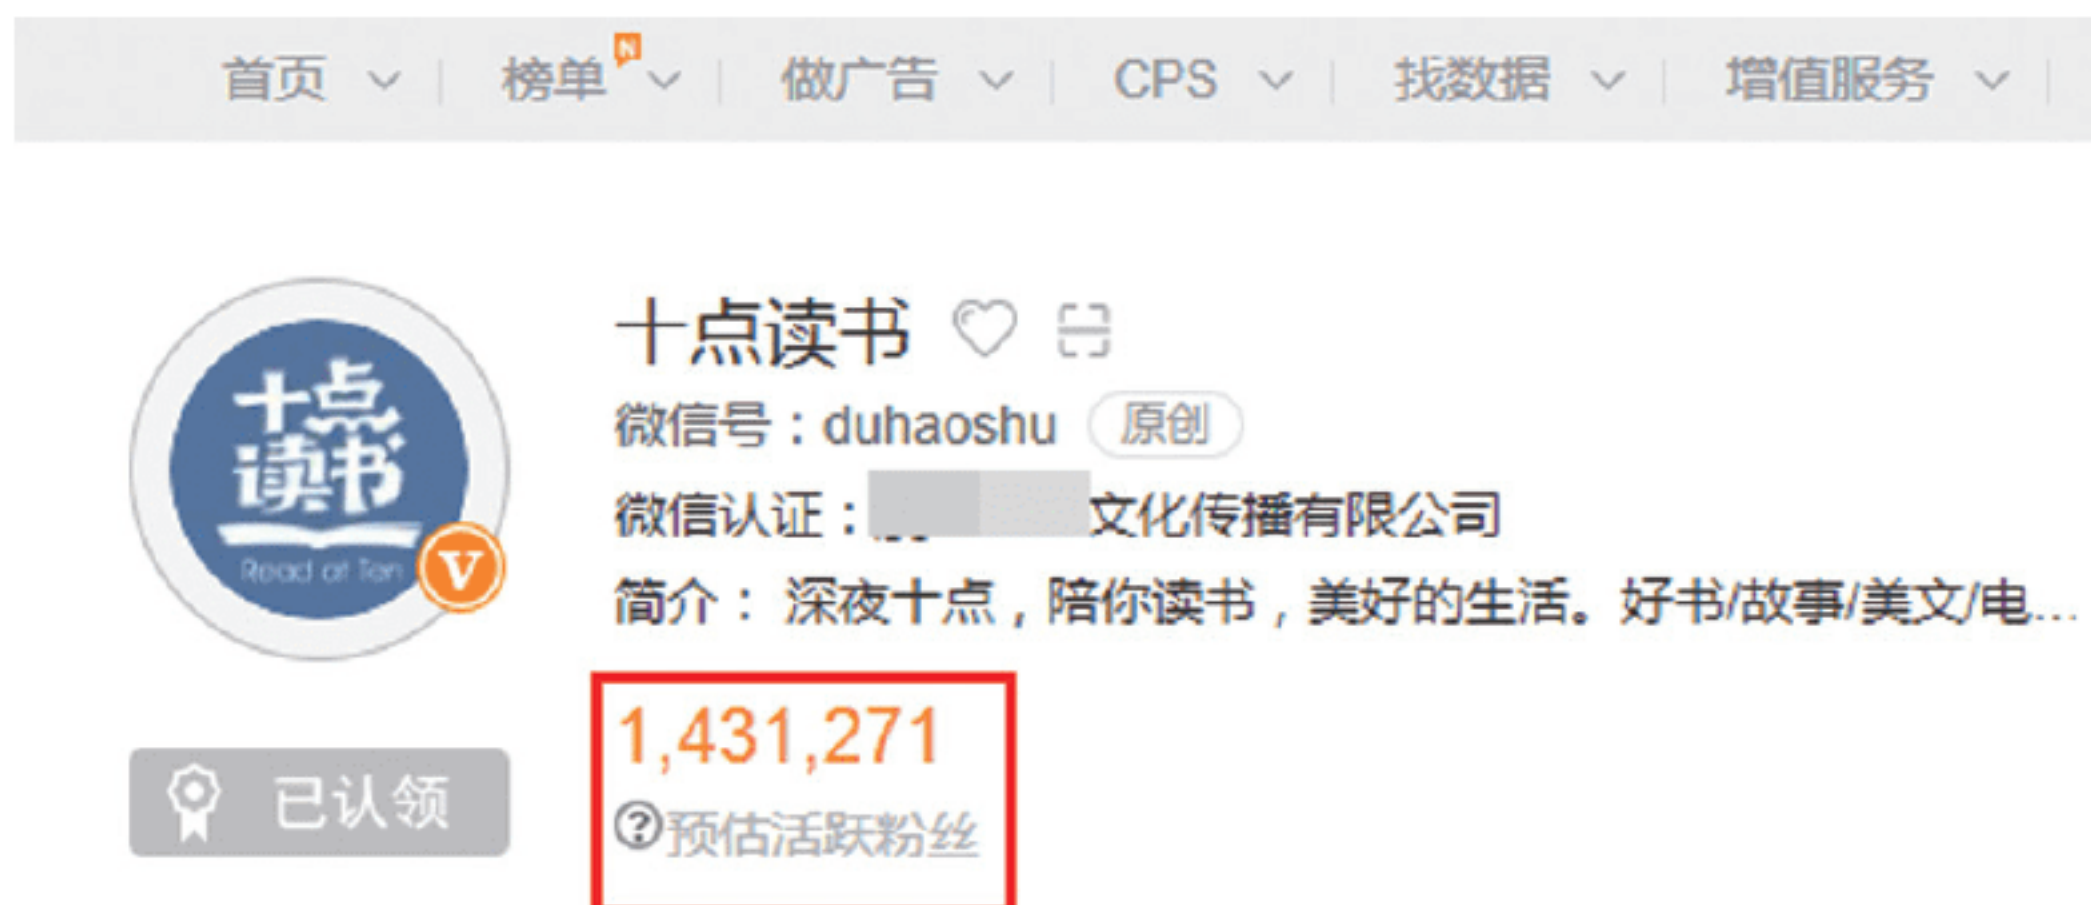 首页 榜单 N 做广告 CPS 找数据 增值服务
十点读书
微信号：duhaoshu 原创
微信认证： 文化传播有限公司
简介： 深夜十点，陪你读书，美好的生活。好书/故事/美文/电...
十点
读书
Read at Ten
V
1,431,271
?预估活跃粉丝
已认领